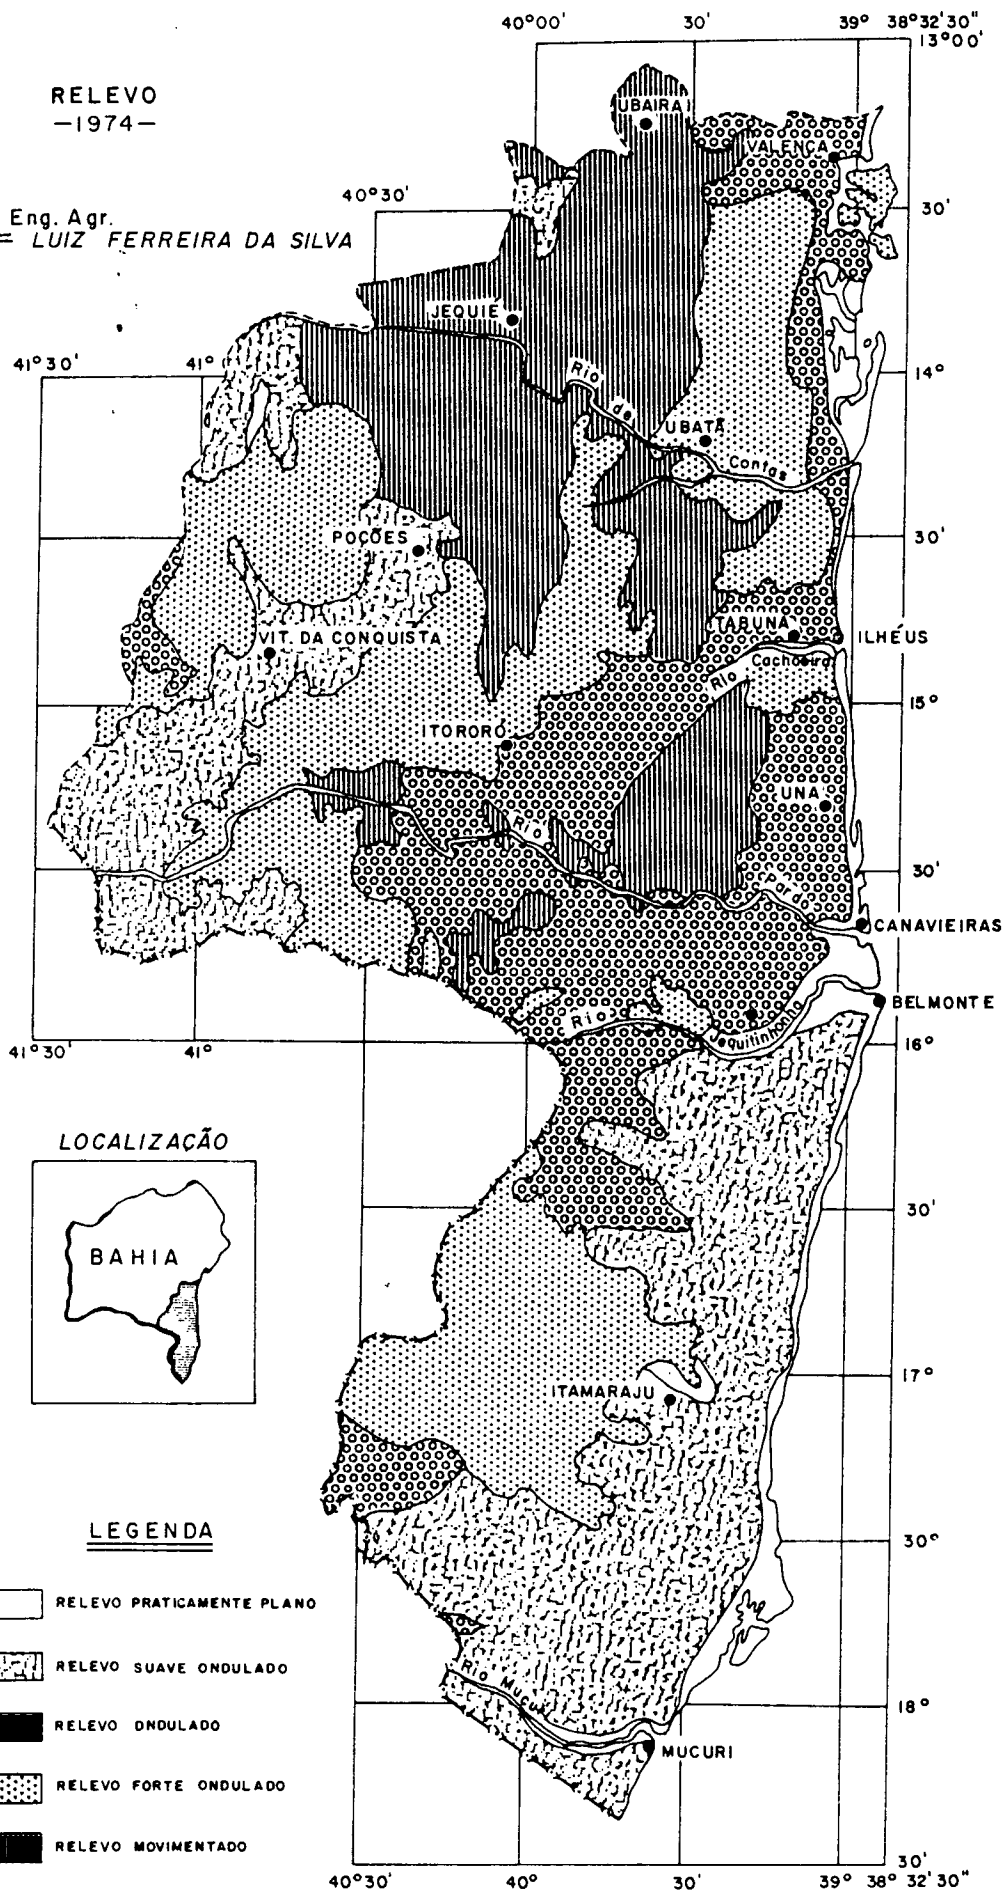 40°00' 30' 39° 38°32'30"
13°00'
RELEVO
—1974—
UBAIRA
VALENÇA
40°30'
30'
Eng. Agr.
= LUIZ FERREIRA DA SILVA
JEQUIÉ
41°30' 41°
14°
Rio de Contas
UBATÃ
POÇÕES
30'
ITABUNA
ILHÉUS
VIT. DA CONQUISTA
Rio Cachoeira
15°
ITORORÓ
UNA
Rio Pardo
30'
CANAVIEIRAS
BELMONTE
Rio Jequitinhonha
41°30' 41°
16°
LOCALIZAÇÃO
BAHIA
30'
17°
ITAMARAJU
LEGENDA
30°
RELEVO PRATICAMENTE PLANO
RELEVO SUAVE ONDULADO
Rio Mucuri
18°
RELEVO ONDULADO
MUCURI
RELEVO FORTE ONDULADO
RELEVO MOVIMENTADO
30'
40°30' 40° 30' 39° 38°32'30"